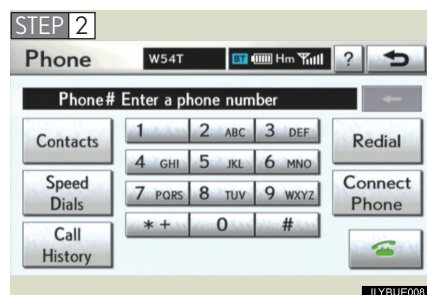 STEP 2
Phone W54T BT Hm ?
Phone# Enter a phone number
Contacts 1 2 ABC 3 DEF Redial
4 GHI 5 JKL 6 MNO
Speed Dials 7 PQRS 8 TUV 9 WXYZ Connect Phone
*+ 0 #
Call History
ILYBUE008